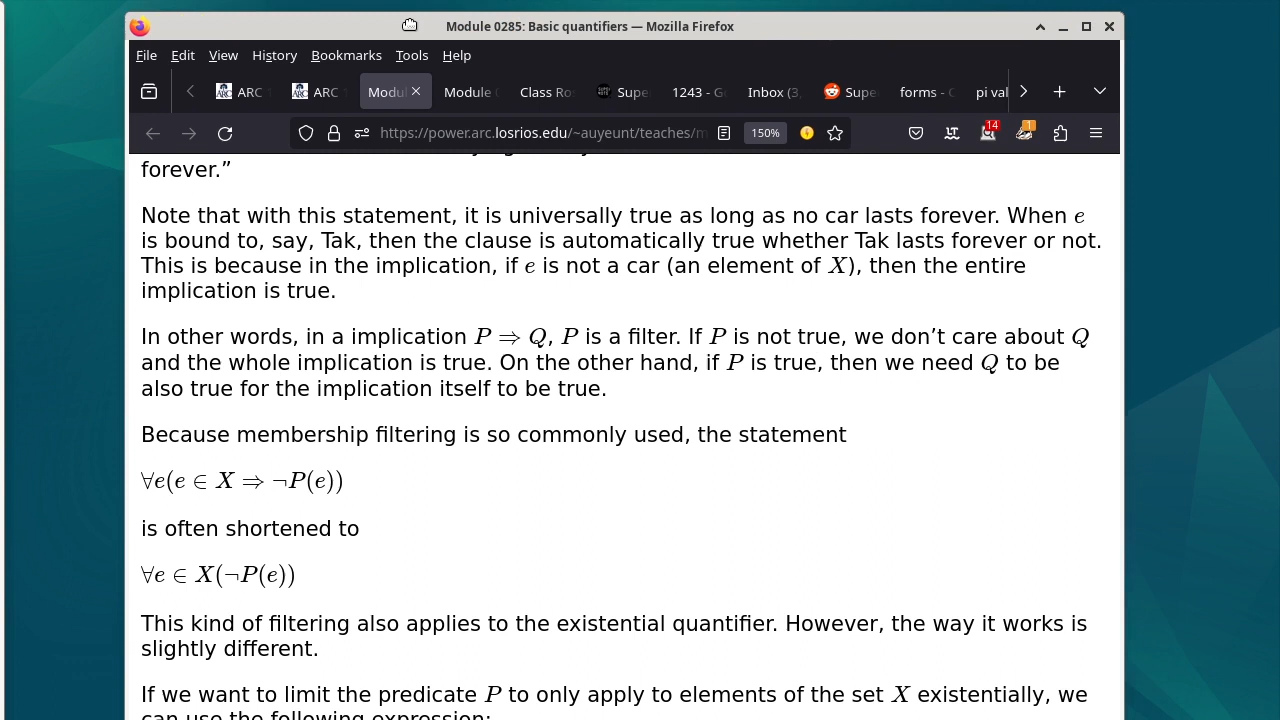 Module 0285: Basic quantifiers — Mozilla Firefox
File Edit View History Bookmarks Tools Help
ARC ARC Modul Module Class Ros Supe 1243 - G Inbox (3, Supe forms - pi val
https://power.arc.losrios.edu/~auyeunt/teaches/m 150% 14 1
forever.”
Note that with this statement, it is universally true as long as no car lasts forever. When e
is bound to, say, Tak, then the clause is automatically true whether Tak lasts forever or not.
This is because in the implication, if e is not a car (an element of X), then the entire
implication is true.
In other words, in a implication P ⇒ Q, P is a filter. If P is not true, we don’t care about Q
and the whole implication is true. On the other hand, if P is true, then we need Q to be
also true for the implication itself to be true.
Because membership filtering is so commonly used, the statement
∀e(e ∈ X ⇒ ¬P(e))
is often shortened to
∀e ∈ X(¬P(e))
This kind of filtering also applies to the existential quantifier. However, the way it works is
slightly different.
If we want to limit the predicate P to only apply to elements of the set X existentially, we
can use the following expression: